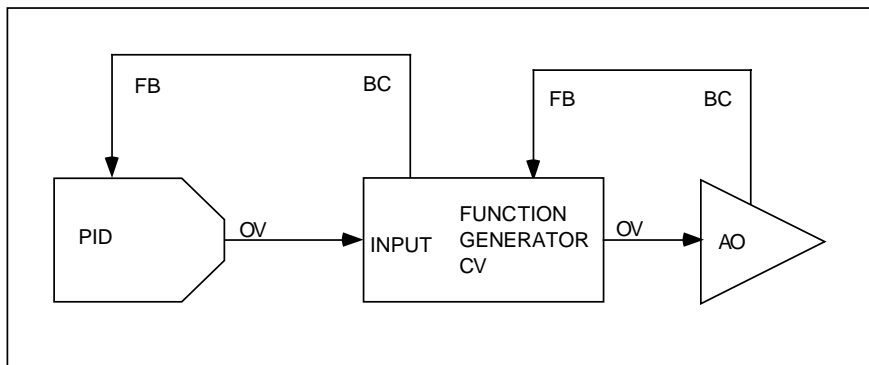 FB
BC
FB
BC
PID
OV
INPUT
FUNCTION
GENERATOR
CV
OV
AO